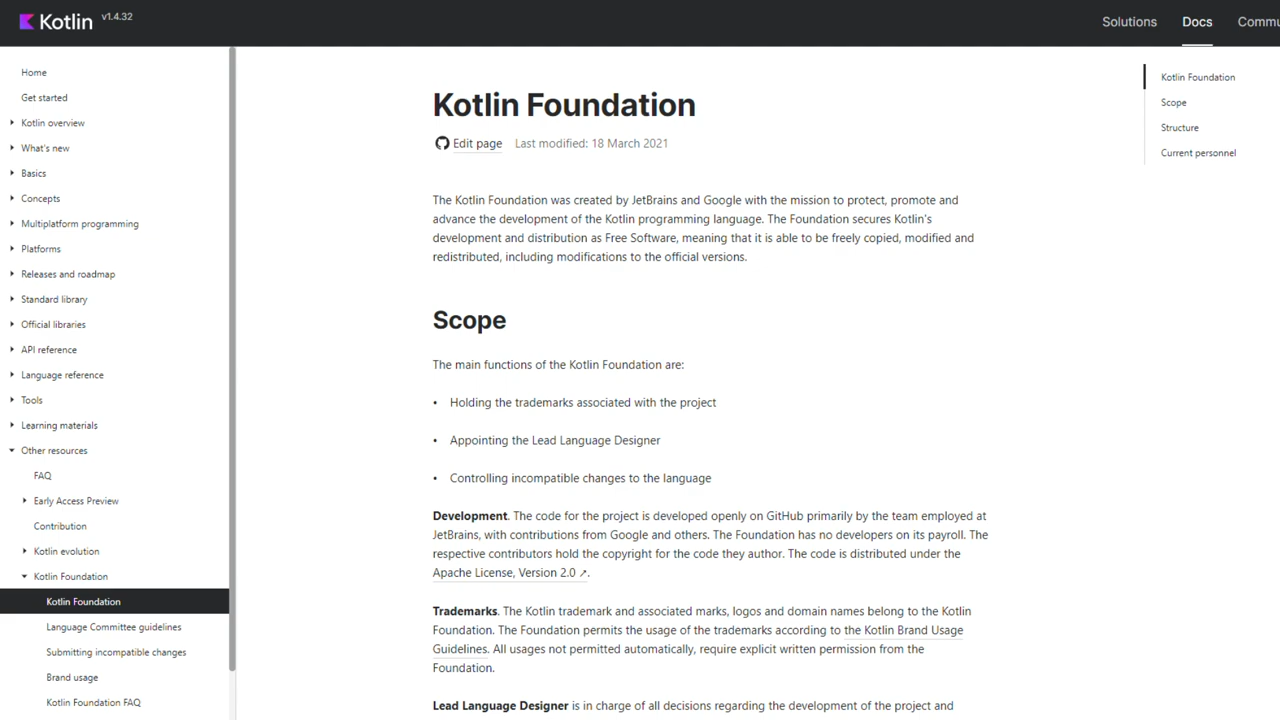 Kotlin v1.4.32
Solutions
Docs
Home
Get started
Kotlin overview
What's new
Basics
Concepts
Multiplatform programming
Platforms
Releases and roadmap
Standard library
Official libraries
API reference
Language reference
Tools
Learning materials
Other resources
FAQ
Early Access Preview
Contribution
Kotlin evolution
Kotlin Foundation
Kotlin Foundation
Language Committee guidelines
Submitting incompatible changes
Brand usage
Kotlin Foundation FAQ
Kotlin Foundation
Edit page Last modified: 18 March 2021
The Kotlin Foundation was created by JetBrains and Google with the mission to protect, promote and
advance the development of the Kotlin programming language. The Foundation secures Kotlin's
development and distribution as Free Software, meaning that it is able to be freely copied, modified and
redistributed, including modifications to the official versions.
Scope
The main functions of the Kotlin Foundation are:
• Holding the trademarks associated with the project
• Appointing the Lead Language Designer
• Controlling incompatible changes to the language
Development. The code for the project is developed openly on GitHub primarily by the team employed at
JetBrains, with contributions from Google and others. The Foundation has no developers on its payroll. The
respective contributors hold the copyright for the code they author. The code is distributed under the
Apache License, Version 2.0 ↗.
Trademarks. The Kotlin trademark and associated marks, logos and domain names belong to the Kotlin
Foundation. The Foundation permits the usage of the trademarks according to the Kotlin Brand Usage
Guidelines. All usages not permitted automatically, require explicit written permission from the
Foundation.
Lead Language Designer is in charge of all decisions regarding the development of the project and
Kotlin Foundation
Scope
Structure
Current personnel